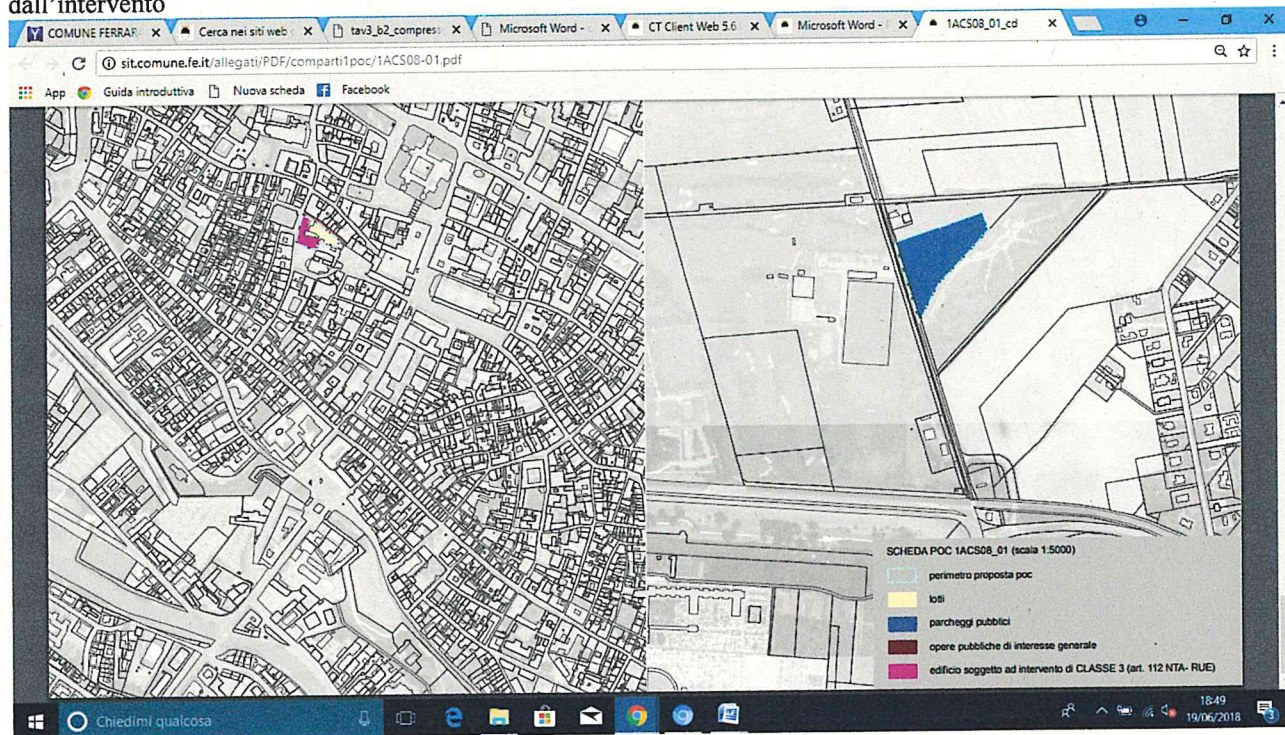 dall'intervento
COMUNE FERRAR
Cerca nei siti web
tav3_b2_compres
Microsoft Word -
CT Client Web 5.6
Microsoft Word -
1ACS08_01_cd
sit.comune.fe.it/allegati/PDF/comparti1poc/1ACS08-01.pdf
App Guida introduttiva Nuova scheda Facebook
SCHEDA POC 1ACS08_01 (scala 1:5000)
perimetro proposta poc
lotti
parcheggi pubblici
opere pubbliche di interesse generale
edificio soggetto ad intervento di CLASSE 3 (art. 112 NTA- RUE)
Chiedimi qualcosa
18:49
19/06/2018
3